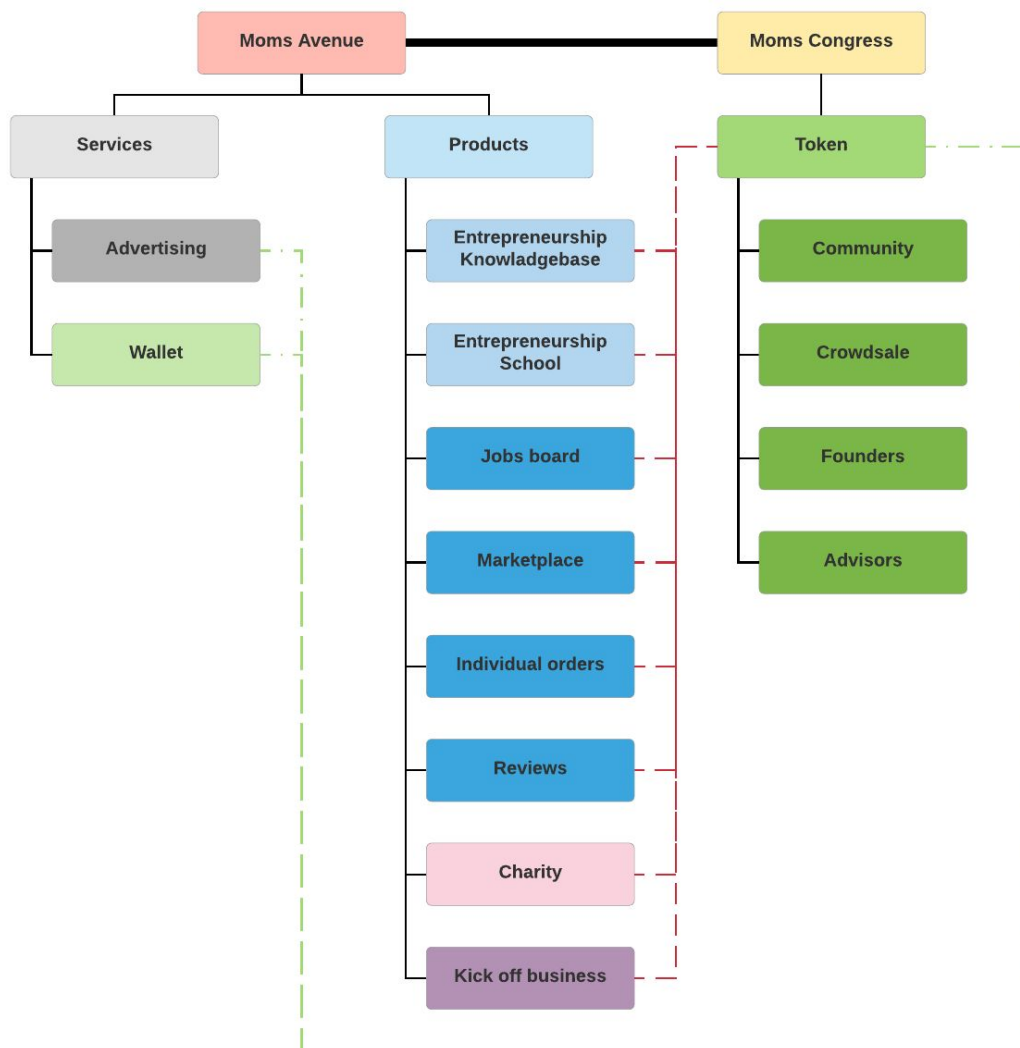 Moms Avenue
Moms Congress
Services
Products
Token
Advertising
Entrepreneurship
Knowladgebase
Community
Wallet
Entrepreneurship
School
Crowdsale
Jobs board
Founders
Marketplace
Advisors
Individual orders
Reviews
Charity
Kick off business